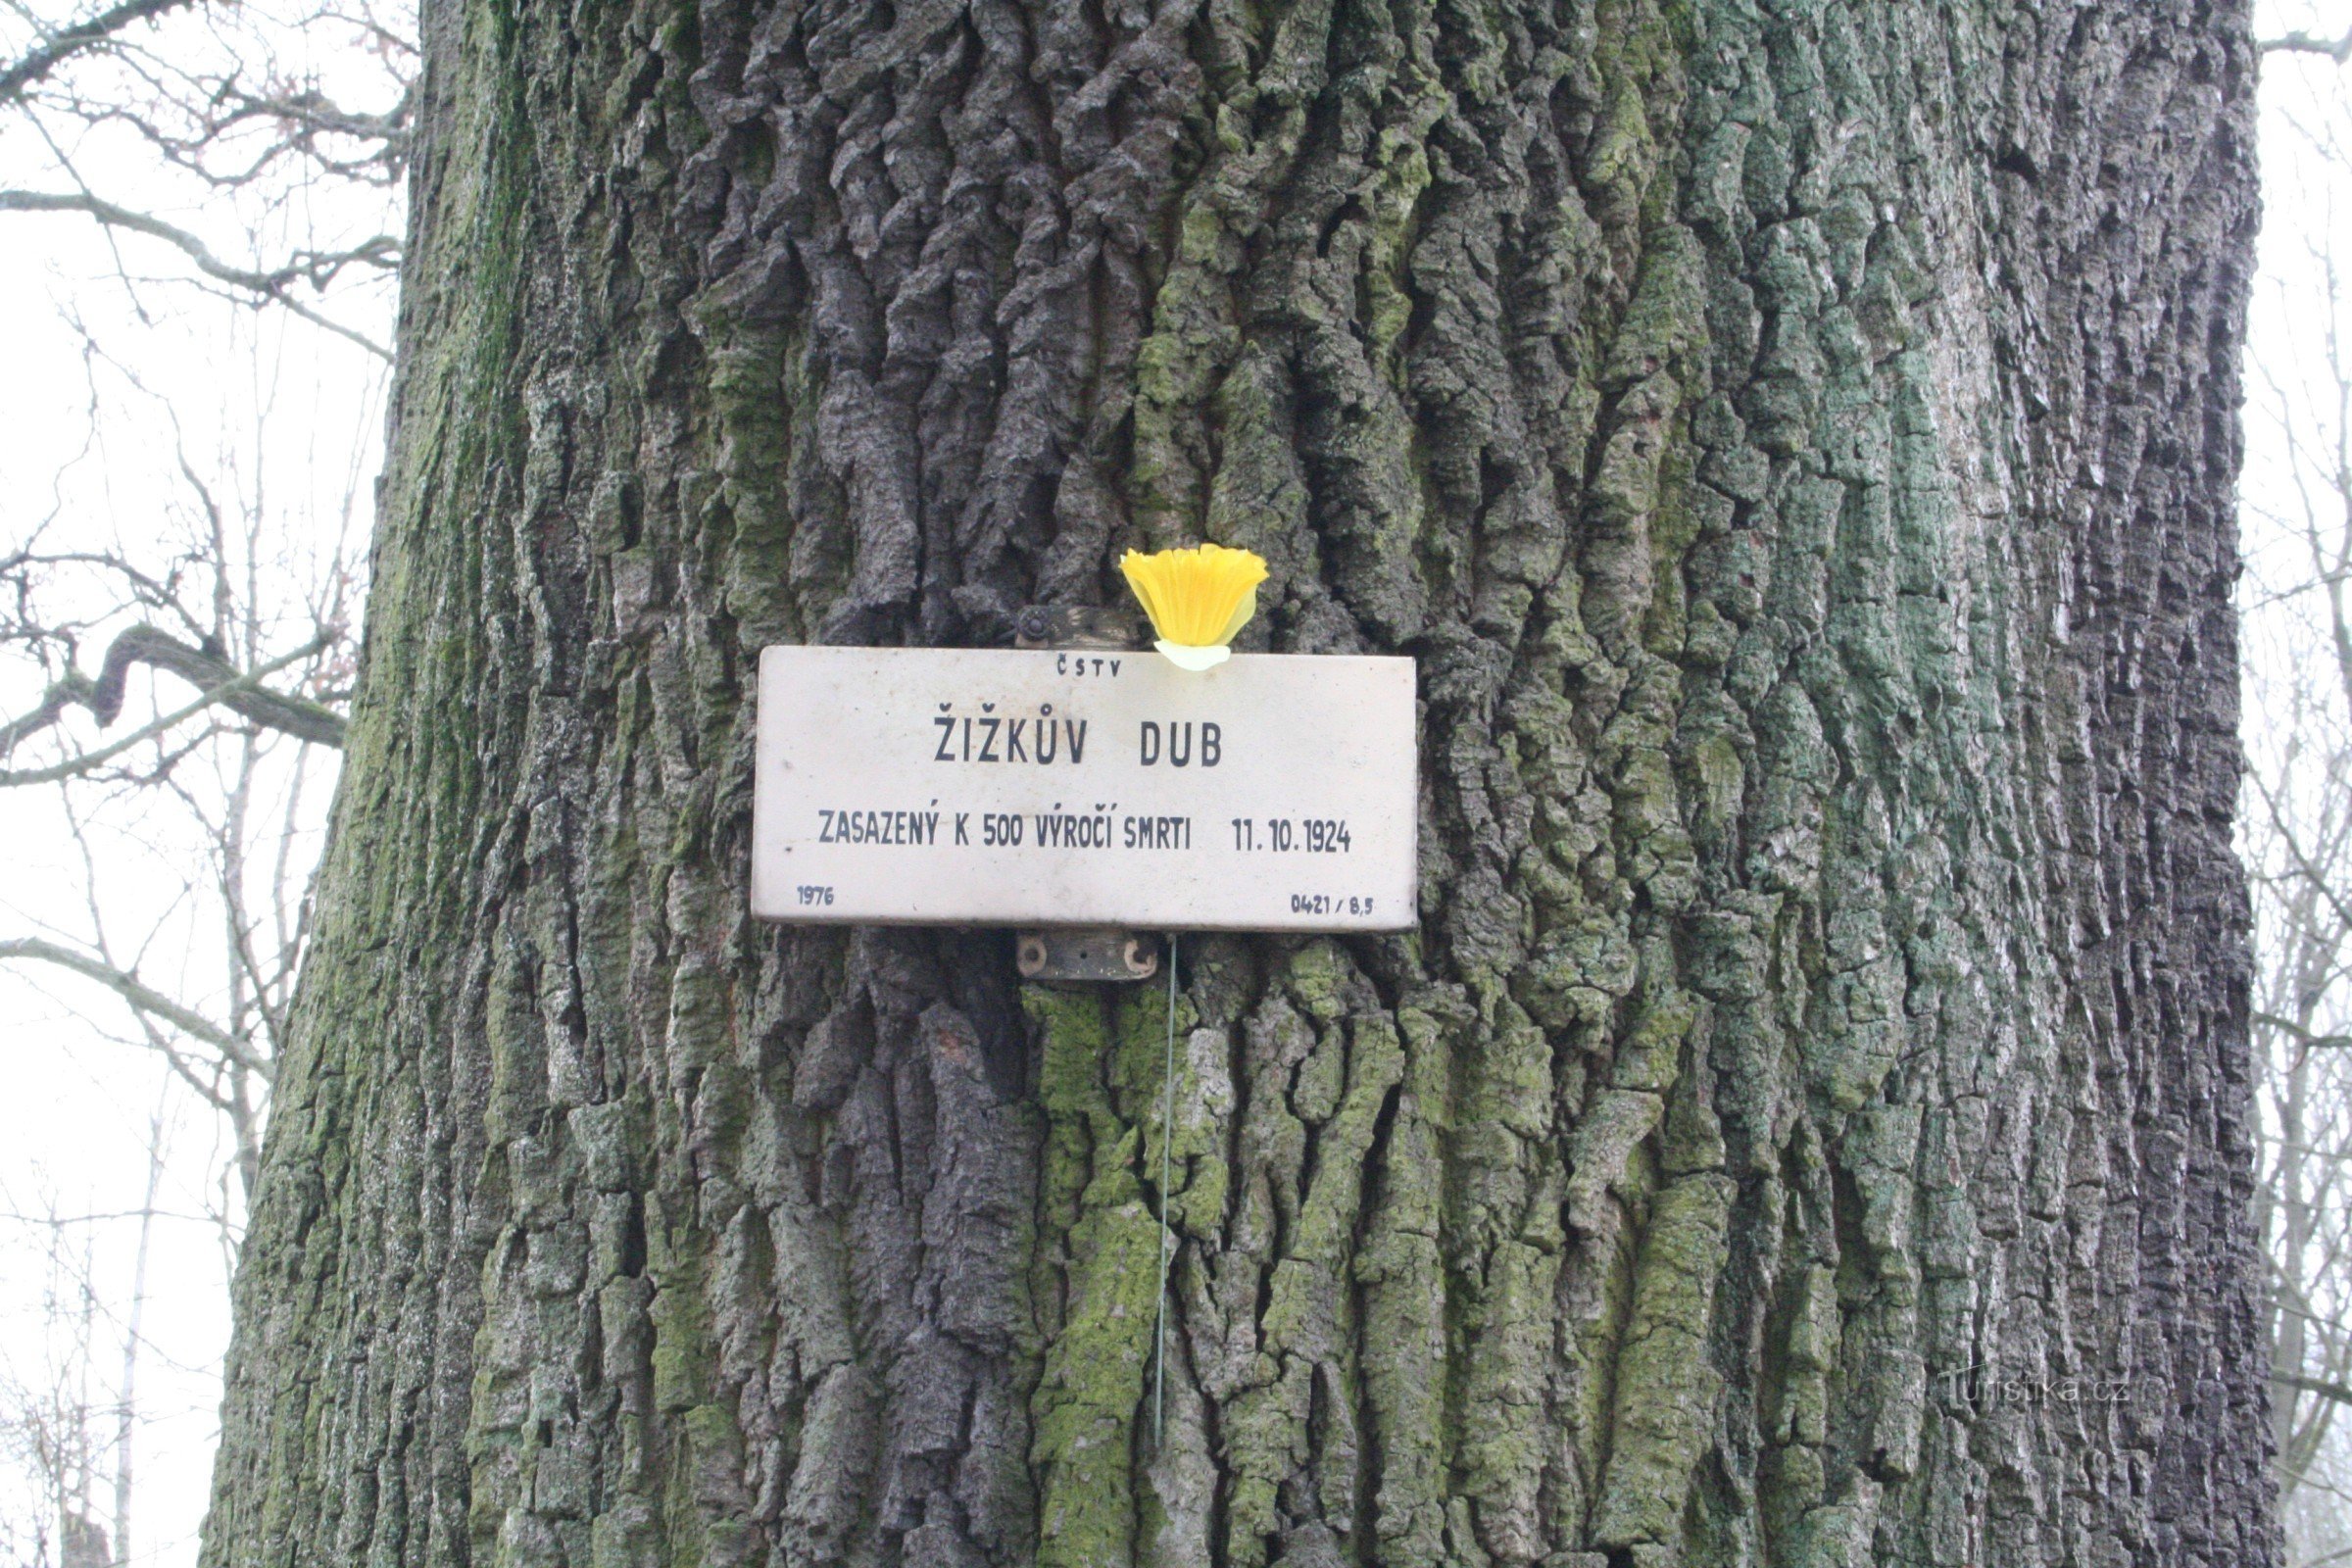 ČSTV
ŽIŽKŮV DUB
ZASAZENÝ K 500 VÝROČÍ SMRTI 11.10.1924
1976 0421/8,5
Turistika.cz